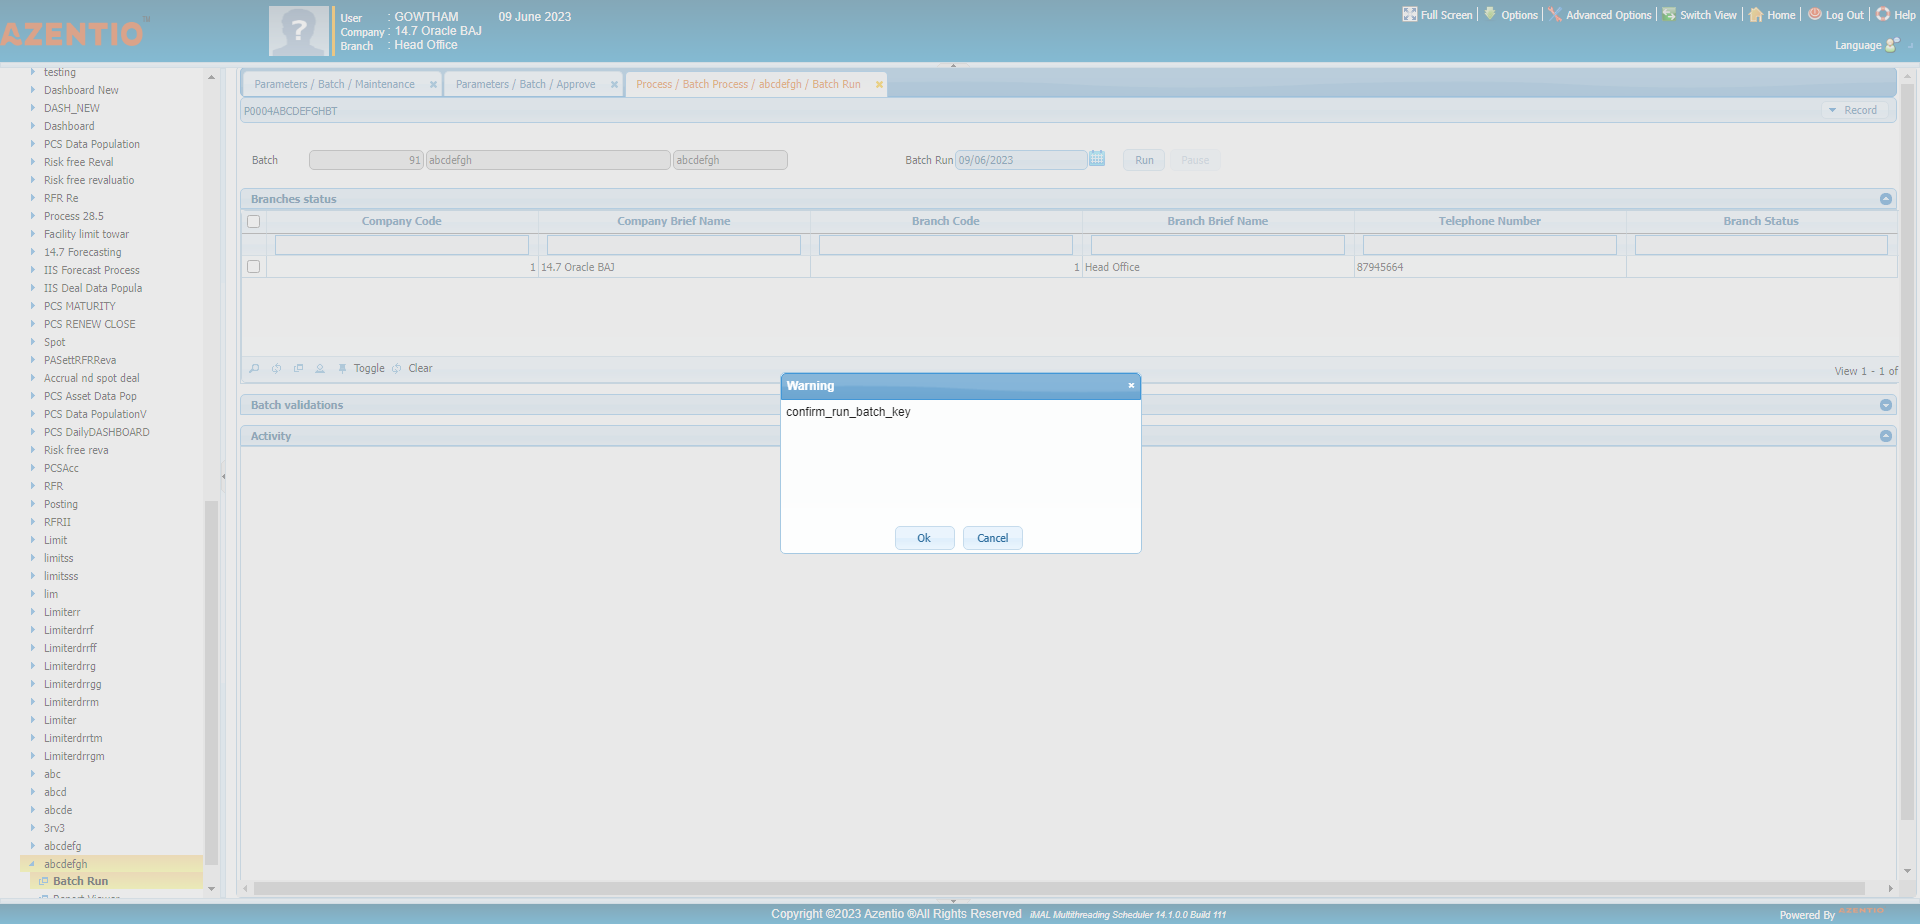 AZENTIO™
User : GOWTHAM 09 June 2023
Company : 14.7 Oracle BAJ
Branch : Head Office
Full Screen Options Advanced Options Switch View Home Log Out Help
Language
testing
Dashboard New
DASH_NEW
Dashboard
PCS Data Population
Risk free Reval
Risk free revaluatio
RFR Re
Process 28.5
Facility limit towar
14.7 Forecasting
IIS Forecast Process
IIS Deal Data Popula
PCS MATURITY
PCS RENEW CLOSE
Spot
PASettRFRReva
Accrual nd spot deal
PCS Asset Data Pop
PCS Data PopulationV
PCS DailyDASHBOARD
Risk free reva
PCSAcc
RFR
Posting
RFRII
Limit
limitss
limitsss
lim
Limiterr
Limiterdrrf
Limiterdrrff
Limiterdrrg
Limiterdrrgg
Limiterdrrm
Limiter
Limiterdrrtm
Limiterdrrgm
abc
abcd
abcde
3rv3
abcdefg
abcdefgh
Batch Run
Report Viewer
Parameters / Batch / Maintenance Parameters / Batch / Approve Process / Batch Process / abcdefgh / Batch Run
P0004ABCDEFGHBT Record
Batch 91 abcdefgh abcdefgh Batch Run 09/06/2023 Run Pause
Branches status
Company Code Company Brief Name Branch Code Branch Brief Name Telephone Number Branch Status
1 14.7 Oracle BAJ 1 Head Office 87945664
Toggle Clear View 1 - 1 of
Batch validations
Activity
Warning
confirm_run_batch_key
Ok Cancel
Copyright ©2023 Azentio ®All Rights Reserved iMAL Multithreading Scheduler 14.1.0.0 Build 111
Powered By AZENTIO